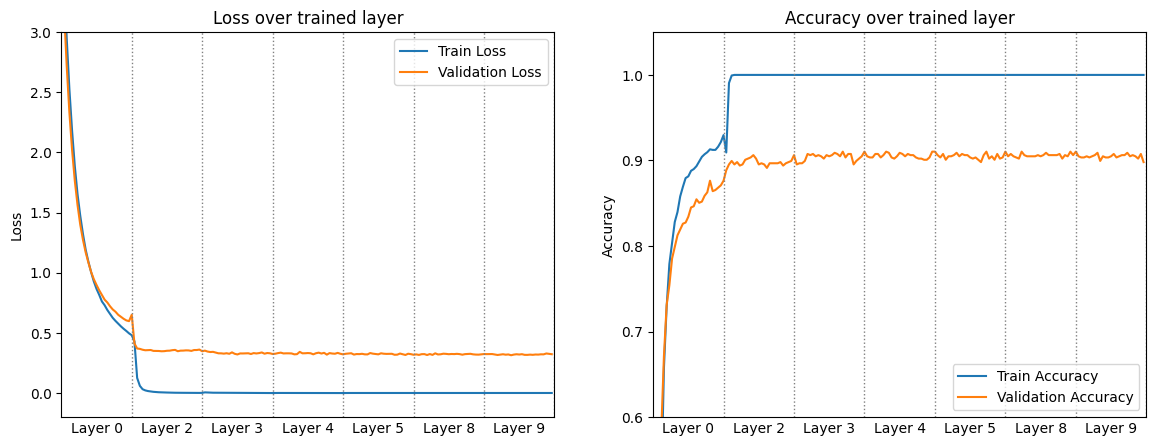 Loss over trained layer
3.0
2.5
2.0
1.5
1.0
0.5
0.0
Loss
Train Loss
Validation Loss
Layer 0 Layer 2 Layer 3 Layer 4 Layer 5 Layer 8 Layer 9
Accuracy over trained layer
1.0
0.9
0.8
0.7
0.6
Accuracy
Train Accuracy
Validation Accuracy
Layer 0 Layer 2 Layer 3 Layer 4 Layer 5 Layer 8 Layer 9